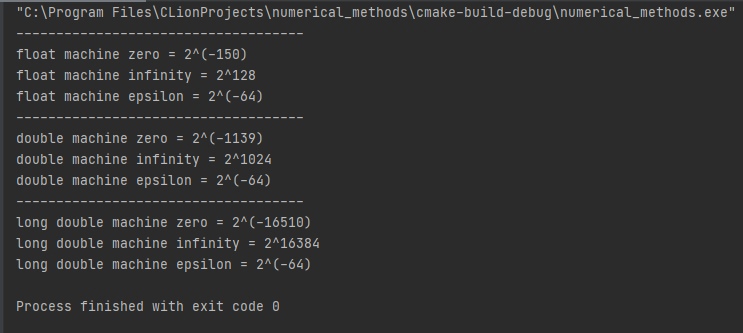 "C:\Program Files\CLionProjects\numerical_methods\cmake-build-debug\numerical_methods.exe"
-----------------------------------
float machine zero = 2^(-150)
float machine infinity = 2^128
float machine epsilon = 2^(-64)
-----------------------------------
double machine zero = 2^(-1139)
double machine infinity = 2^1024
double machine epsilon = 2^(-64)
-----------------------------------
long double machine zero = 2^(-16510)
long double machine infinity = 2^16384
long double machine epsilon = 2^(-64)
Process finished with exit code 0